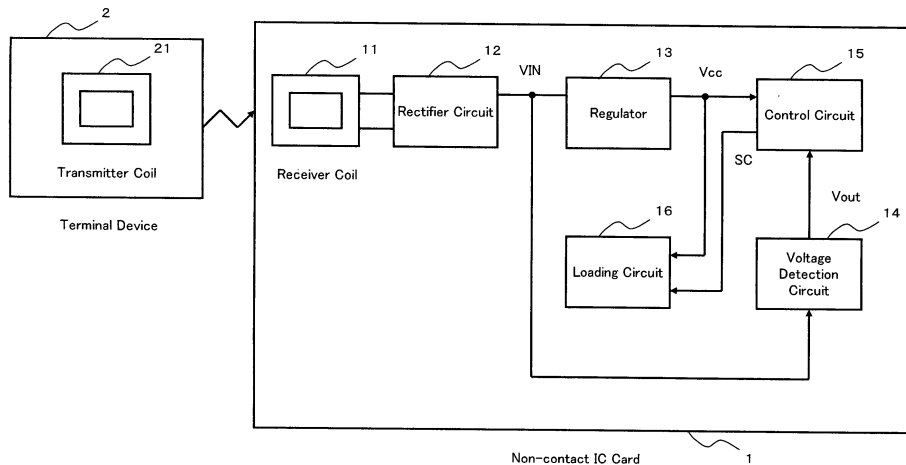 2
21
Transmitter Coil
Terminal Device
11
Receiver Coil
12
Rectifier Circuit
VIN
13
Regulator
Vcc
15
Control Circuit
SC
Vout
16
Loading Circuit
14
Voltage
Detection
Circuit
1
Non-contact IC Card